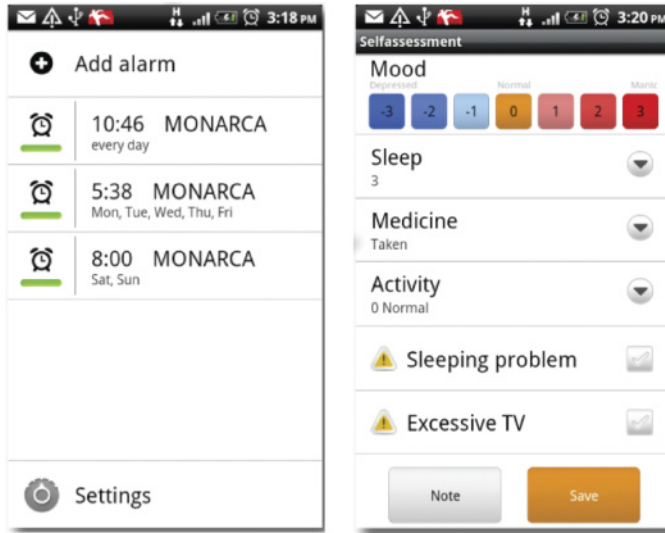 H 3:18 PM
Add alarm
10:46 MONARCA
every day
5:38 MONARCA
Mon, Tue, Wed, Thu, Fri
8:00 MONARCA
Sat, Sun
Settings
H 3:20 PM
Selfassessment
Mood
Depressed Normal Manic
-3 -2 -1 0 1 2 3
Sleep
3
Medicine
Taken
Activity
0 Normal
Sleeping problem
Excessive TV
Note Save